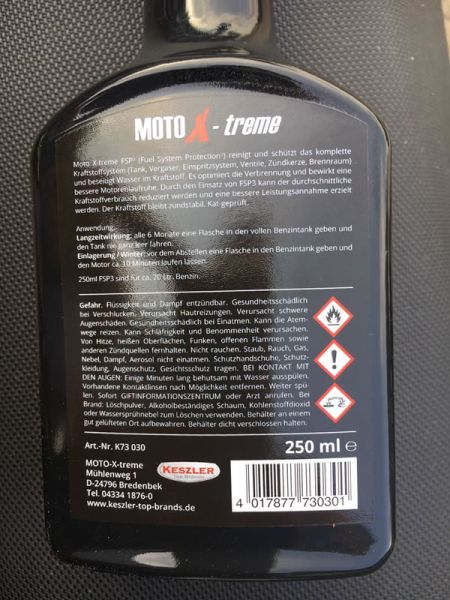 MOTO X - treme
Moto X-treme FSP³ (Fuel System Protection³) reinigt und schützt das komplette
Kraftstoffsystem (Tank, Vergaser, Einspritzsystem, Ventile, Zündkerze, Brennraum)
und beseitigt Wasser im Kraftstoff. Es optimiert die Verbrennung und bewirkt eine
bessere Motorenlaufruhe. Durch den Einsatz von FSP3 kann der durchschnittliche
Kraftstoffverbrauch reduziert werden und eine bessere Leistungsannahme erzielt
werden. Der Kraftstoff bleibt zündstabil. Kat geprüft.
Anwendung:
Langzeitwirkung: alle 6 Monate eine Flasche in den vollen Benzintank geben und
den Tank nie ganz leer fahren.
Einlagerung / Winter: vor dem Abstellen eine Flasche in den Benzintank geben und
den Motor ca. 10 Minuten laufen lassen.
250ml FSP3 sind für ca. 20 Ltr. Benzin.
Gefahr. Flüssigkeit und Dampf entzündbar. Gesundheitsschädlich
bei Verschlucken. Verursacht Hautreizungen. Verursacht schwere
Augenschäden. Gesundheitsschädlich bei Einatmen. Kann die Atem-
wege reizen. Kann Schläfrigkeit und Benommenheit verursachen.
Von Hitze, heißen Oberflächen, Funken, offenen Flammen sowie
anderen Zündquellen fernhalten. Nicht rauchen. Staub, Rauch, Gas,
Nebel, Dampf, Aerosol nicht einatmen. Schutzhandschuhe, Schutz-
kleidung, Augenschutz, Gesichtsschutz tragen. BEI KONTAKT MIT
DEN AUGEN: Einige Minuten lang behutsam mit Wasser ausspülen.
Vorhandene Kontaktlinsen nach Möglichkeit entfernen. Weiter spü-
len. Sofort GIFTINFORMATIONSZENTRUM oder Arzt anrufen. Bei
Brand: Löschpulver, Alkoholbeständiges Schaum, Kohlenstoffdioxid
oder Wassersprühnebel zum Löschen verwenden. Behälter an einem
gut gelüfteten Ort aufbewahren. Behälter dicht verschlossen halten.
Art.-Nr. K73 030
250 ml ℮
MOTO-X-treme
Mühlenweg 1
D-24796 Bredenbek
Tel. 04334 1876-0
www.keszler-top-brands.de
KESZLER
Top Brands
4 017877 730301